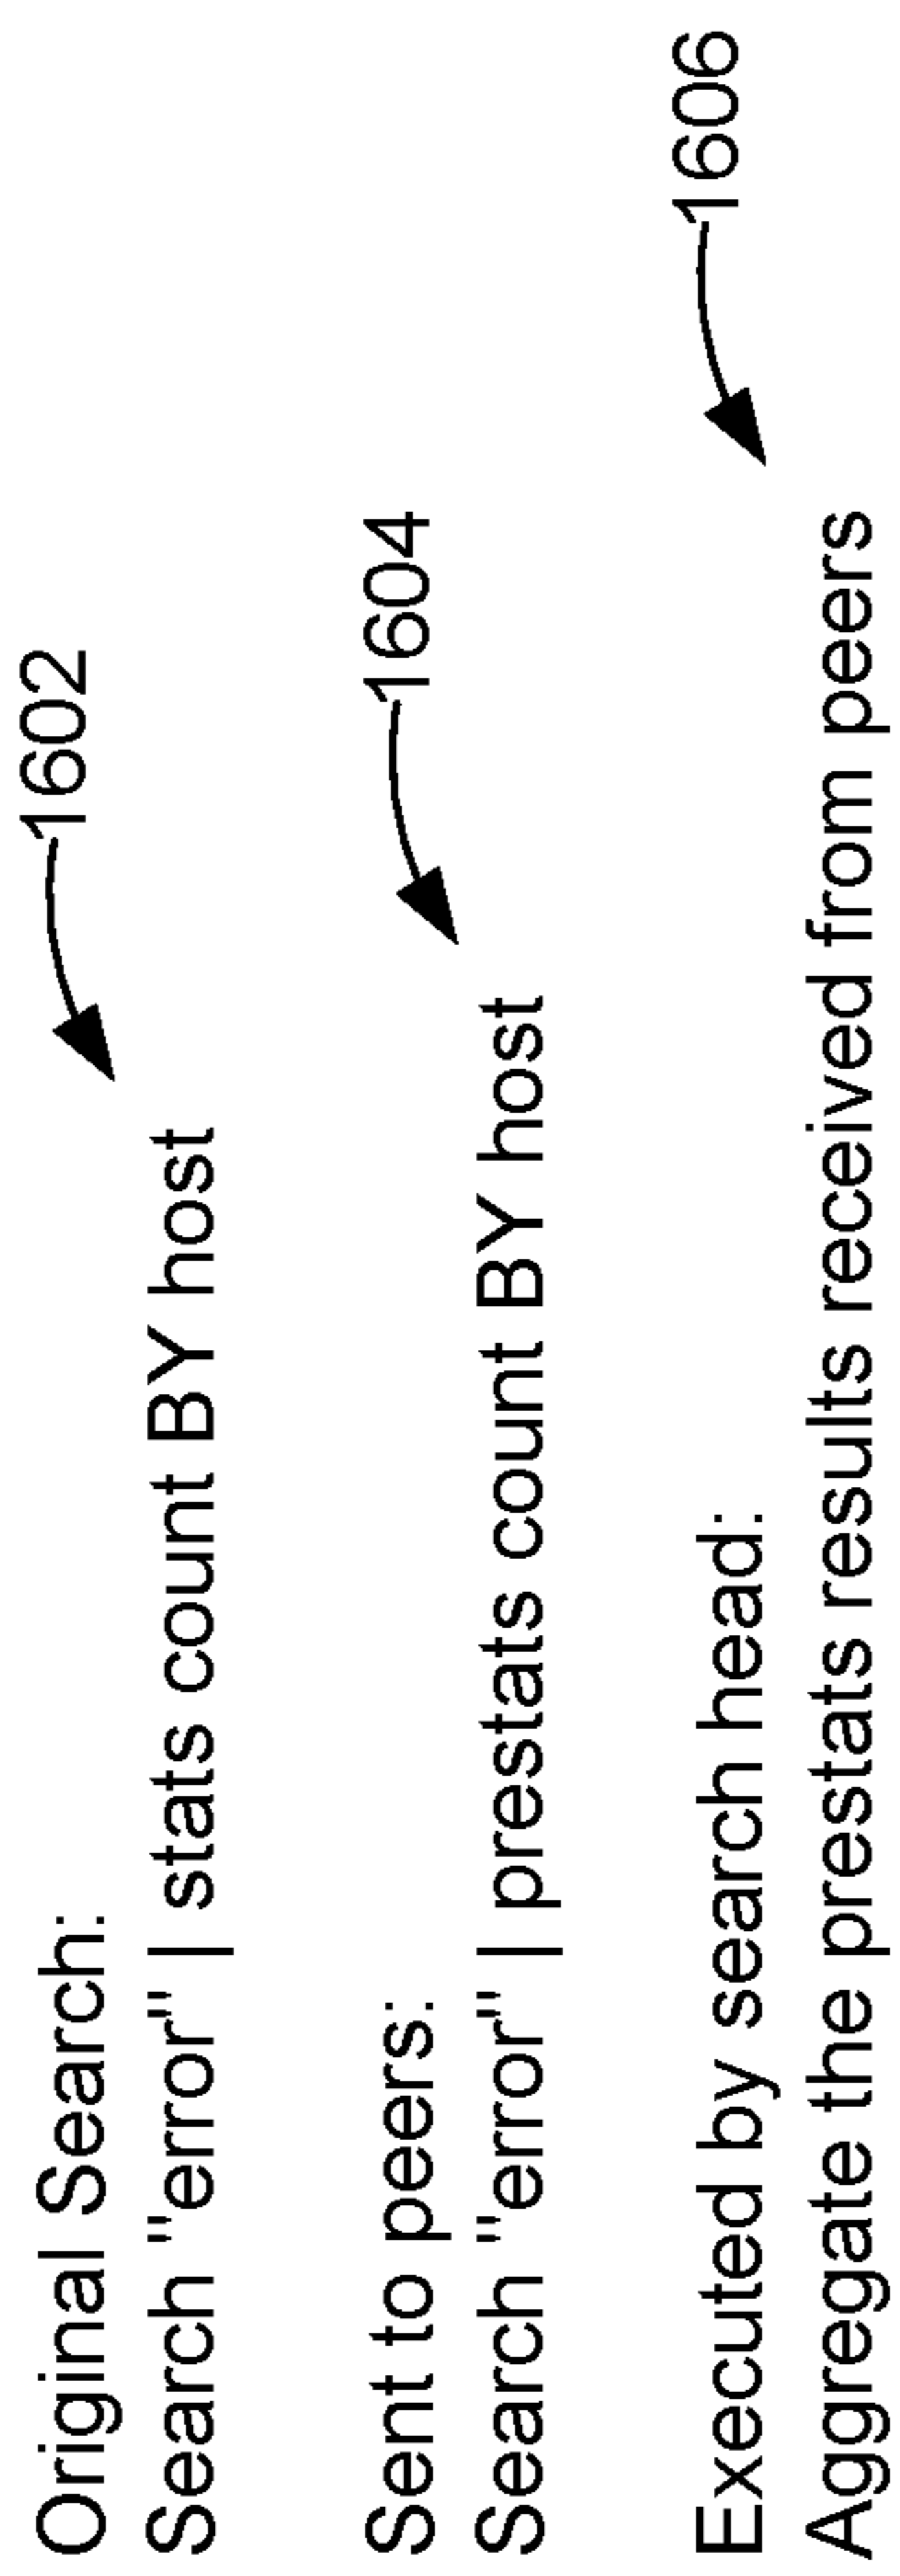 Original Search: 1602
Search "error" | stats count BY host
Sent to peers: 1604
Search "error" | prestats count BY host
Executed by search head: 1606
Aggregate the prestats results received from peers